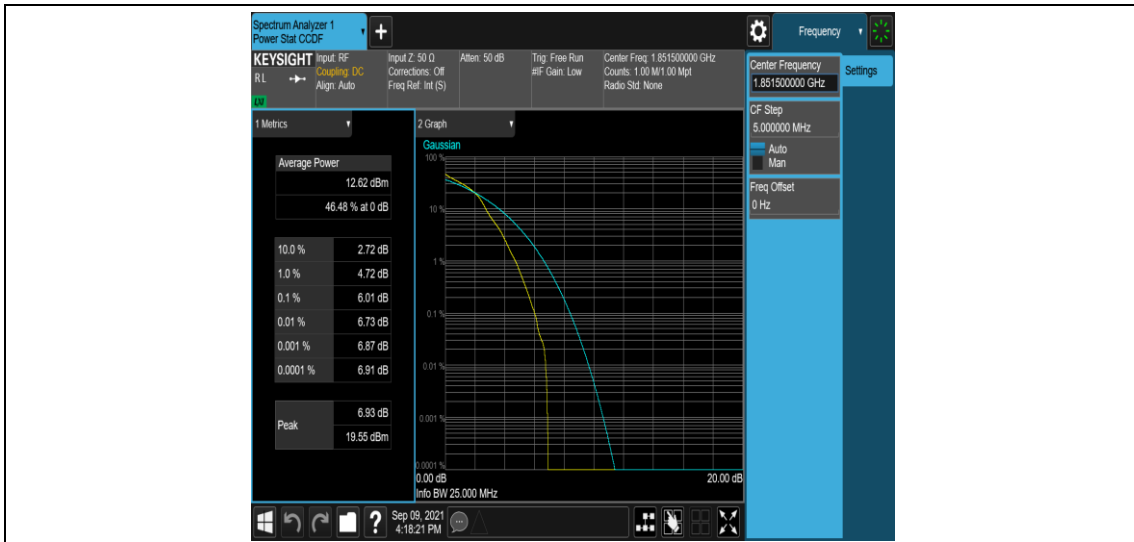 Spectrum Analyzer 1
Power Stat CCDF
+
Frequency
KEYSIGHT
RL
LXI
Input: RF
Coupling: DC
Align: Auto
Input Z: 50 Ω
Corrections: Off
Freq Ref: Int (S)
Atten: 50 dB
Trig: Free Run
#IF Gain: Low
Center Freq: 1.851500000 GHz
Counts: 1.00 M/1.00 Mpt
Radio Std: None
Center Frequency
1.851500000 GHz
Settings
CF Step
5.000000 MHz
Auto
Man
Freq Offset
0 Hz
1 Metrics
Average Power
12.62 dBm
46.48 % at 0 dB
10.0 % 2.72 dB
1.0 % 4.72 dB
0.1 % 6.01 dB
0.01 % 6.73 dB
0.001 % 6.87 dB
0.0001 % 6.91 dB
Peak 6.93 dB
19.55 dBm
2 Graph
Gaussian
100 %
10 %
1 %
0.1 %
0.01 %
0.001 %
0.0001 %
0.00 dB 20.00 dB
Info BW 25.000 MHz
?
Sep 09, 2021
4:18:21 PM